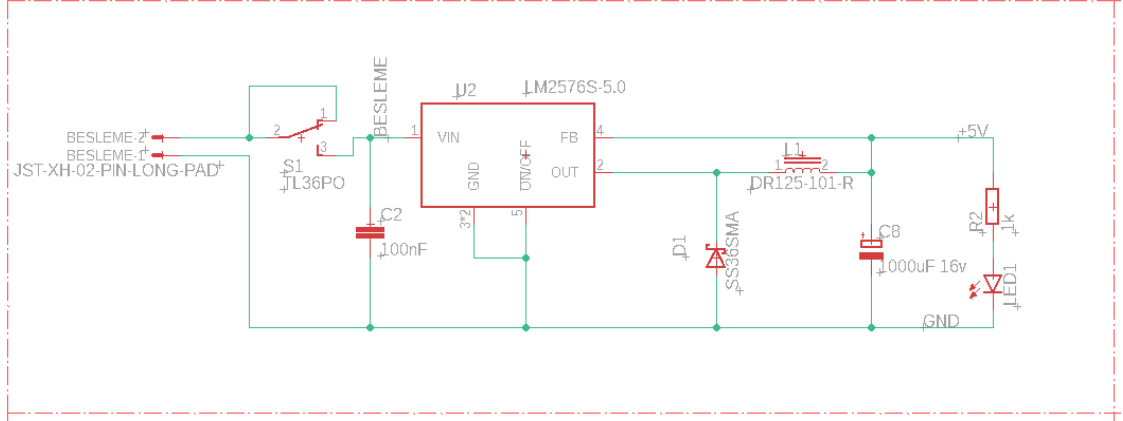 BESLEME-2
BESLEME-1
JST-XH-02-PIN-LONG-PAD
2
1
3
S1
TL36PO
BESLEME
C2
100nF
U2
LM2576S-5.0
1
VIN
GND
3*2
ON/OFF
5
FB
4
OUT
2
L1
1
2
DR125-101-R
D1
SS36SMA
C8
1000uF 16v
+5V
R2
1k
LED1
GND